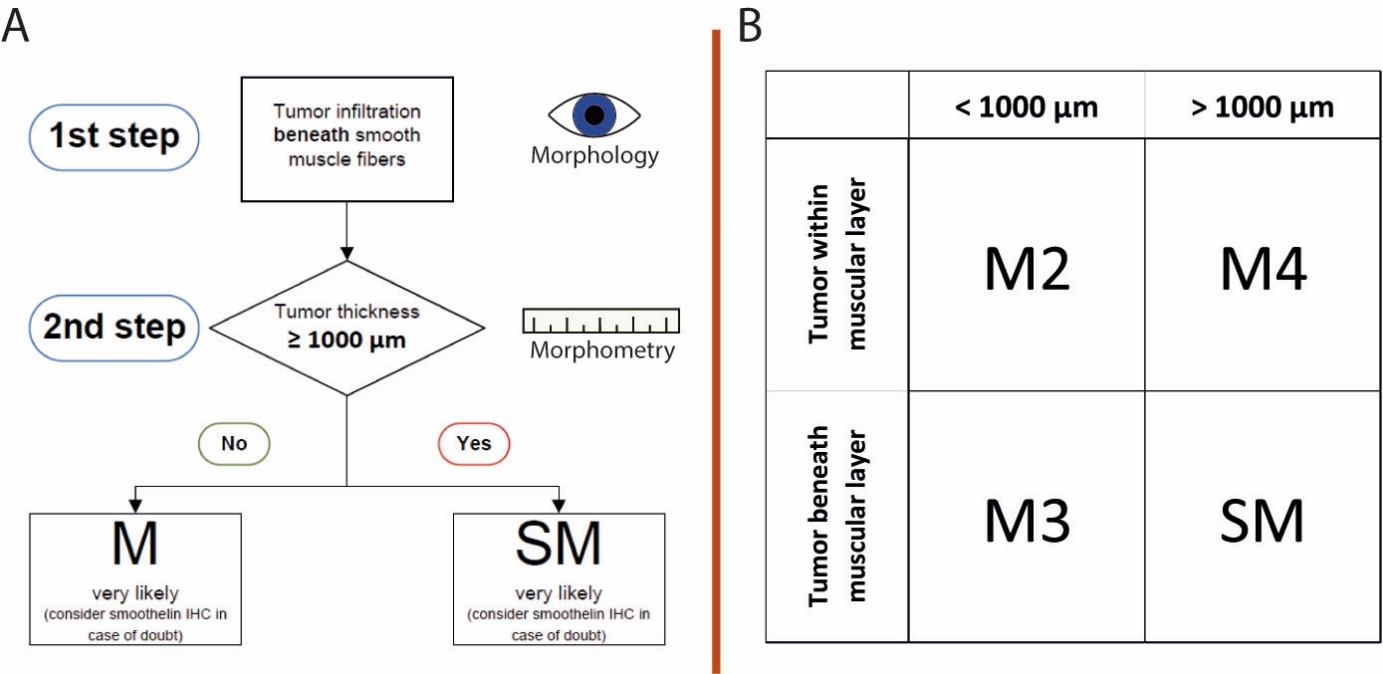 A
1st step
Tumor infiltration
beneath smooth
muscle fibers
Morphology
2nd step
Tumor thickness
≥ 1000 µm
Morphometry
No
Yes
M
very likely
(consider smoothelin IHC in
case of doubt)
SM
very likely
(consider smoothelin IHC in
case of doubt)
B
< 1000 µm
> 1000 µm
Tumor within
muscular layer
M2
M4
Tumor beneath
muscular layer
M3
SM